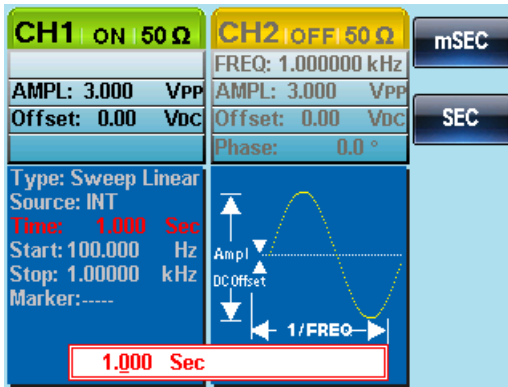 CH1 ON 50 Ω
AMPL: 3.000 VPP
Offset: 0.00 VDC
CH2 OFF 50 Ω
FREQ: 1.000000 kHz
AMPL: 3.000 VPP
Offset: 0.00 VDC
Phase: 0.0 °
mSEC
SEC
Type: Sweep Linear
Source: INT
Time: 1.000 Sec
Start: 100.000 Hz
Stop: 1.00000 kHz
Marker:-----
Ampl
DC Offset
1/FREQ
1.000 Sec